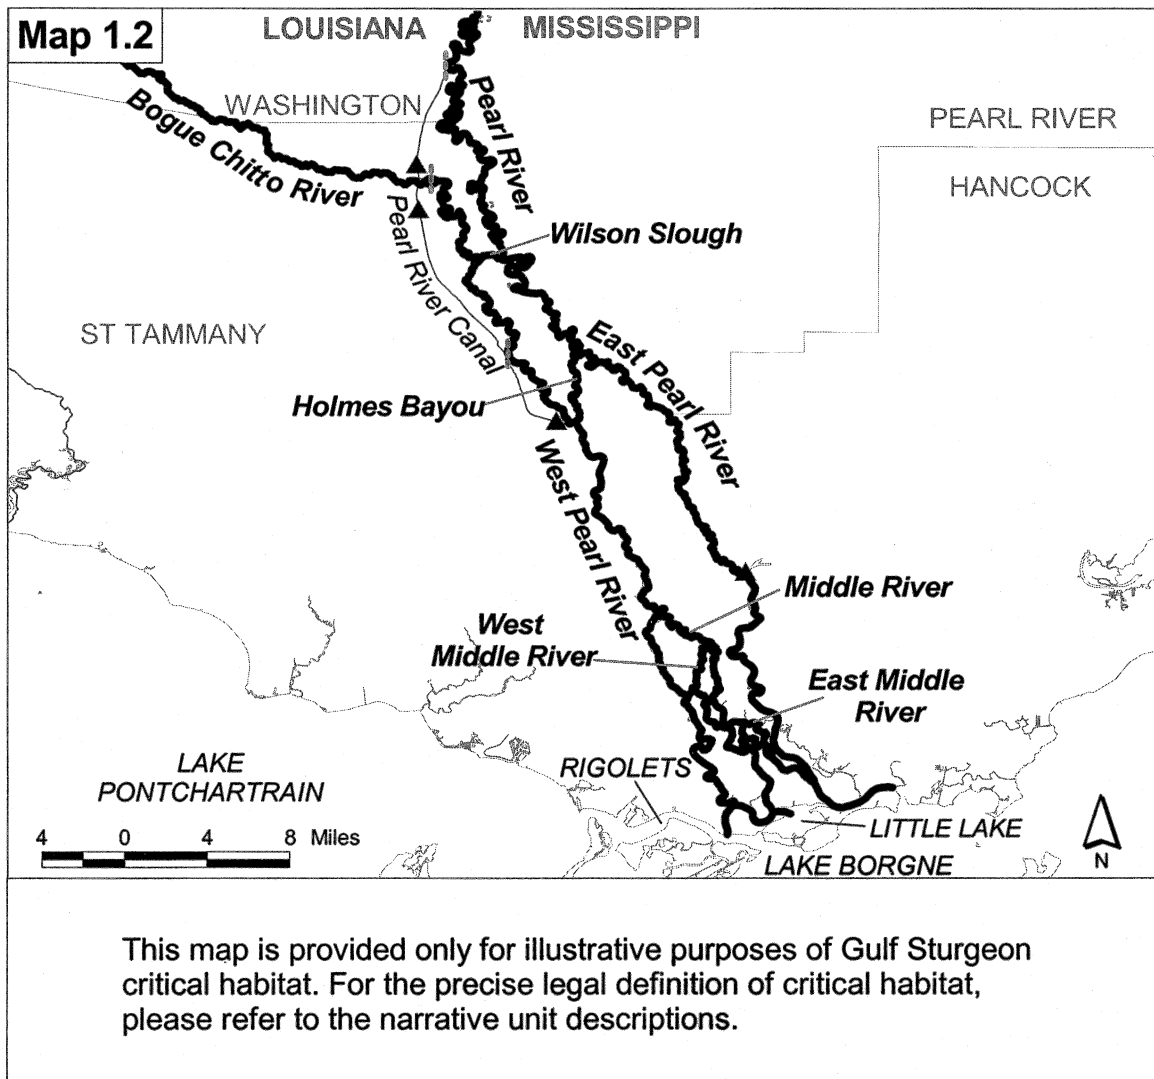 Map 1.2
LOUISIANA
MISSISSIPPI
WASHINGTON
Pearl River
PEARL RIVER
Bogue Chitto River
HANCOCK
Pearl River Canal
Wilson Slough
ST TAMMANY
East Pearl River
Holmes Bayou
West Pearl River
Middle River
West
Middle River
East Middle
River
LAKE
PONTCHARTRAIN
RIGOLETS
4 0 4 8 Miles
LITTLE LAKE
LAKE BORGNE
N
This map is provided only for illustrative purposes of Gulf Sturgeon
critical habitat. For the precise legal definition of critical habitat,
please refer to the narrative unit descriptions.